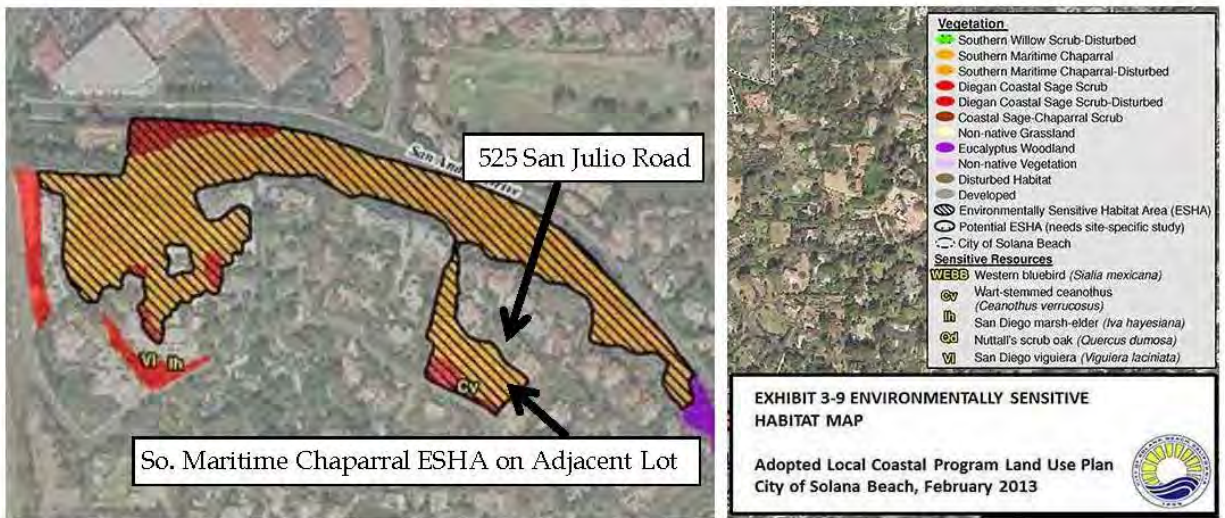 525 San Julio Road
San And
rive
VI Ih
Cv
So. Maritime Chaparral ESHA on Adjacent Lot
Vegetation
Southern Willow Scrub-Disturbed
Southern Maritime Chaparral
Southern Maritime Chaparral-Disturbed
Diegan Coastal Sage Scrub
Diegan Coastal Sage Scrub-Disturbed
Coastal Sage-Chaparral Scrub
Non-native Grassland
Eucalyptus Woodland
Non-native Vegetation
Disturbed Habitat
Developed
Environmentally Sensitive Habitat Area (ESHA)
Potential ESHA (needs site-specific study)
City of Solana Beach
Sensitive Resources
WEBB Western bluebird (Sialia mexicana)
Cv Wart-stemmed ceanothus
(Ceanothus verrucosus)
Ih San Diego marsh-elder (Iva hayesiana)
Qd Nuttall's scrub oak (Quercus dumosa)
VI San Diego viguiera (Viguiera laciniata)
EXHIBIT 3-9 ENVIRONMENTALLY SENSITIVE
HABITAT MAP
Adopted Local Coastal Program Land Use Plan
City of Solana Beach, February 2013